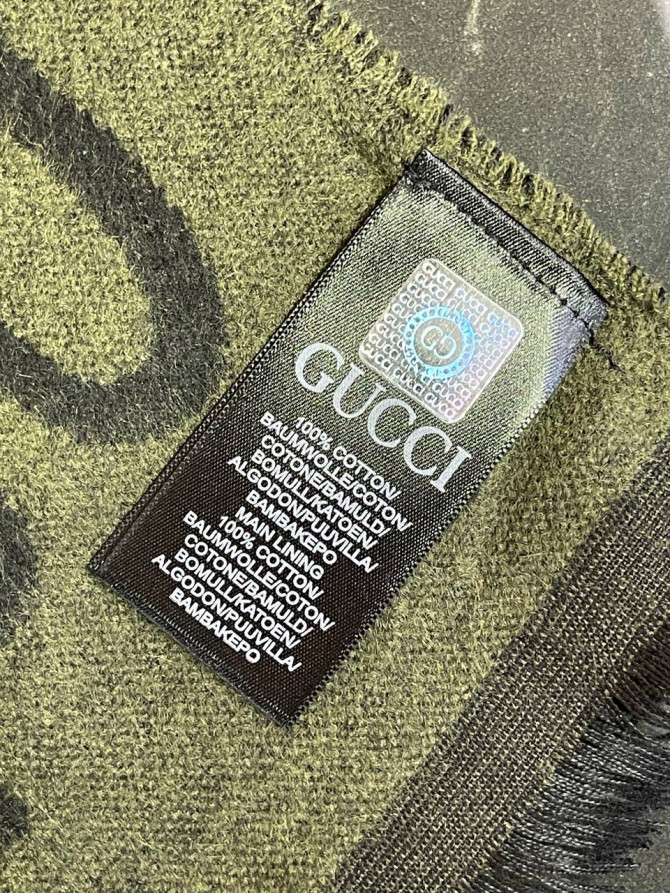 GUCCI
100% COTTON/
BAUMWOLLE/COTON/
COTONE/BAMULD/
BOMULL/KATOEN/
ALGODON/PUUVILLA/
BAMBAKEPO
MAIN LINING
100% COTTON/
BAUMWOLLE/COTON/
COTONE/BAMULD/
BOMULL/KATOEN/
ALGODON/PUUVILLA/
BAMBAKEPO